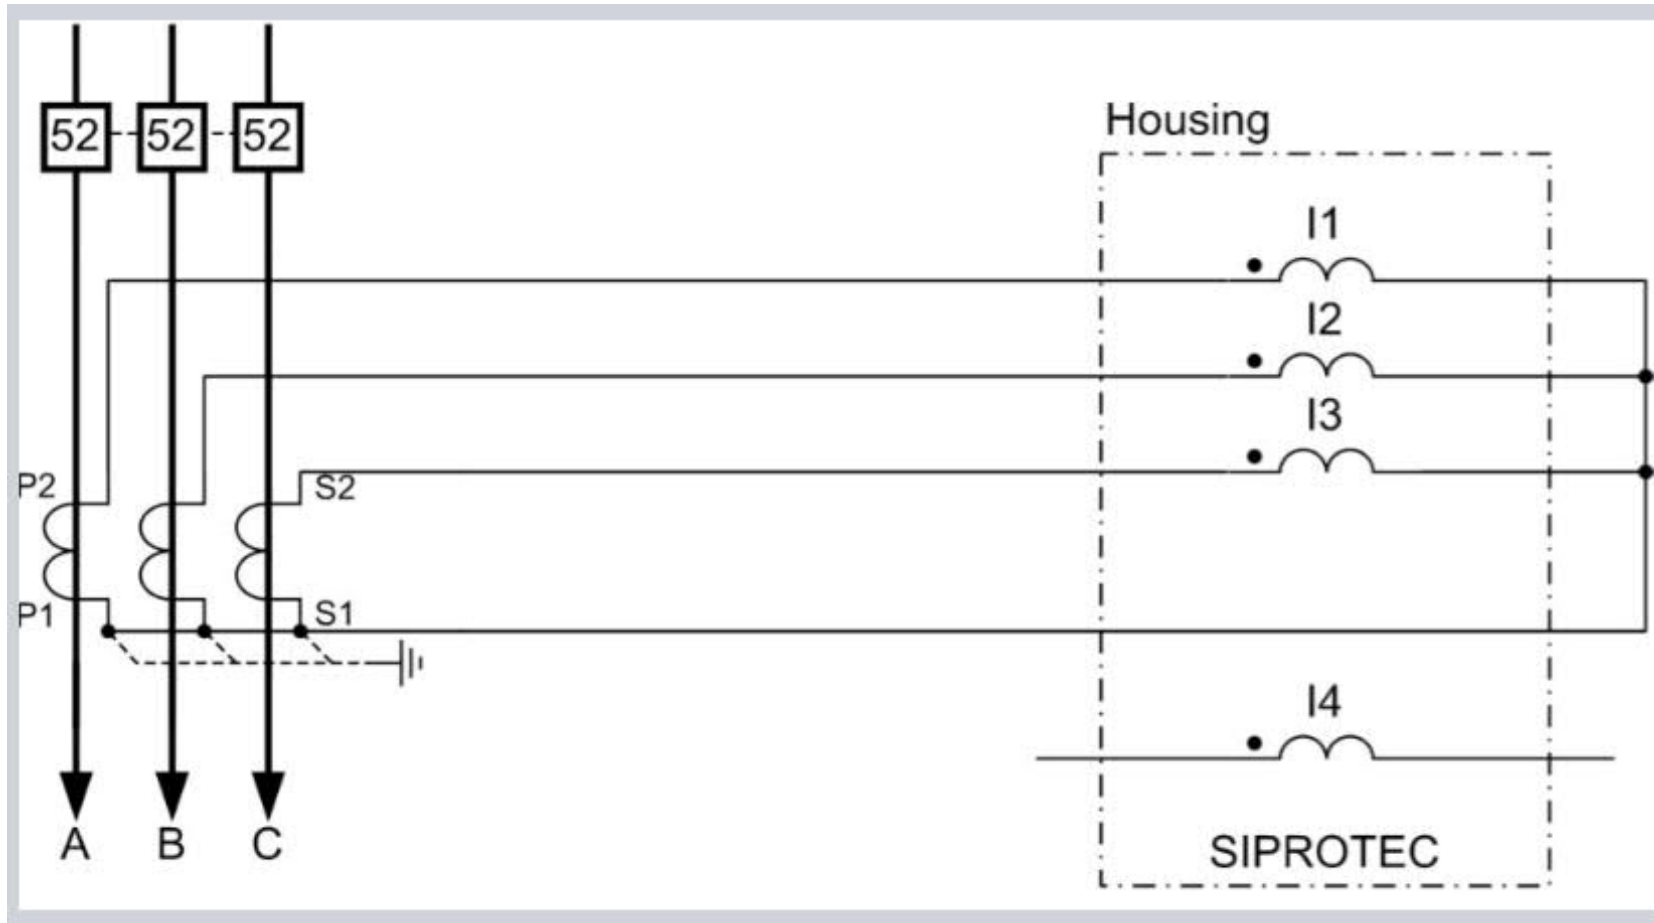 52 52 52
Housing
I1
I2
I3
P2 S2
P1 S1
I4
A B C
SIPROTEC